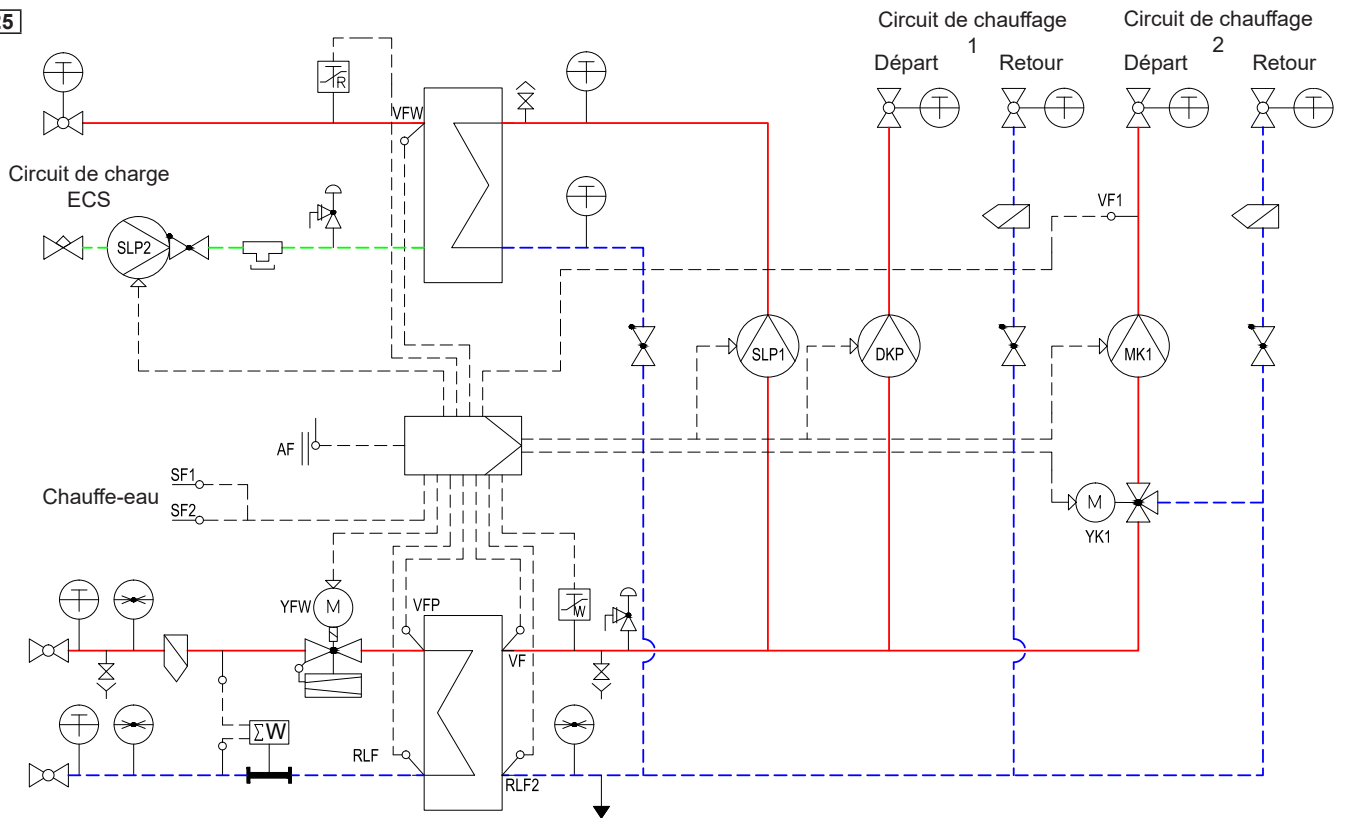 25
Circuit de chauffage
1
Circuit de chauffage
2
Départ
Retour
Départ
Retour
T
T
T
T
T
T
R
VFW
Circuit de charge
ECS
T
VF1
SLP2
SLP1
DKP
MK1
AF
SF1
Chauffe-eau
SF2
M
YK1
T
YFW
M
VFP
W
VF
T
ΣW
RLF
RLF2